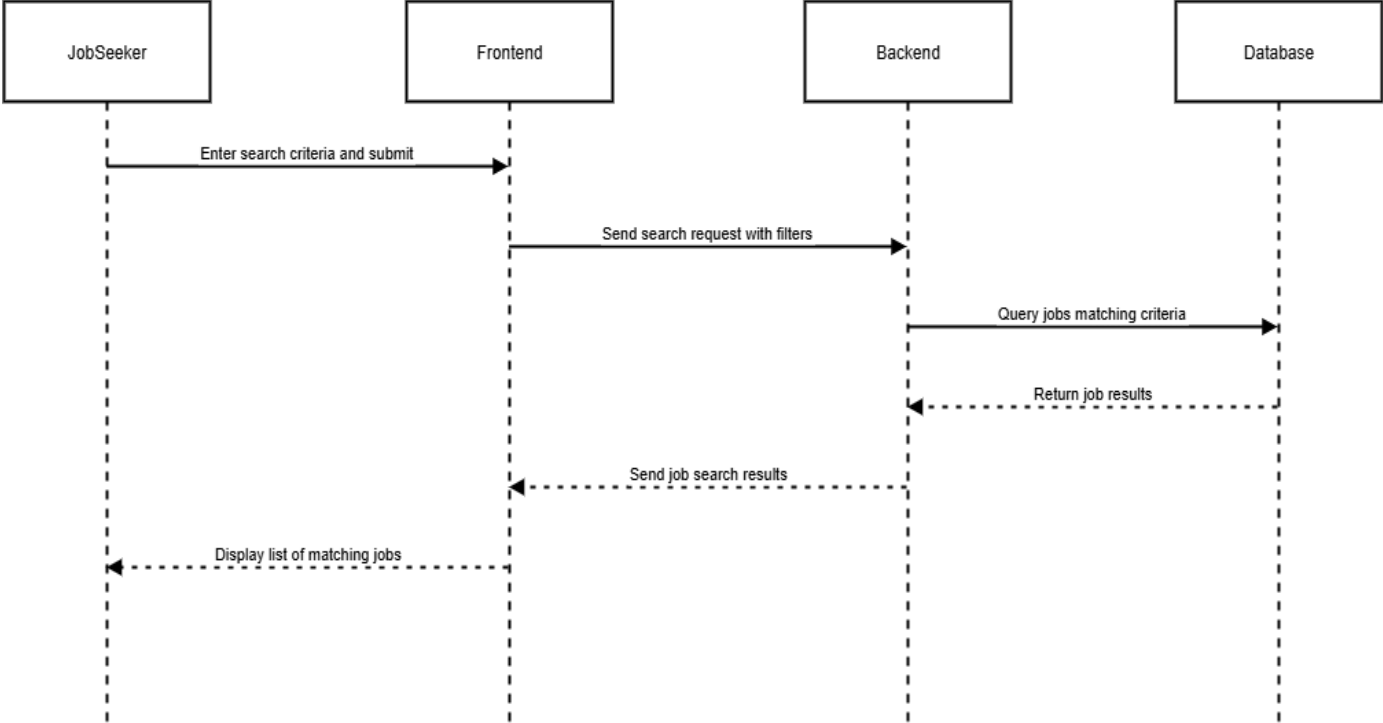 JobSeeker
Frontend
Backend
Database
Enter search criteria and submit
Send search request with filters
Query jobs matching criteria
Return job results
Send job search results
Display list of matching jobs